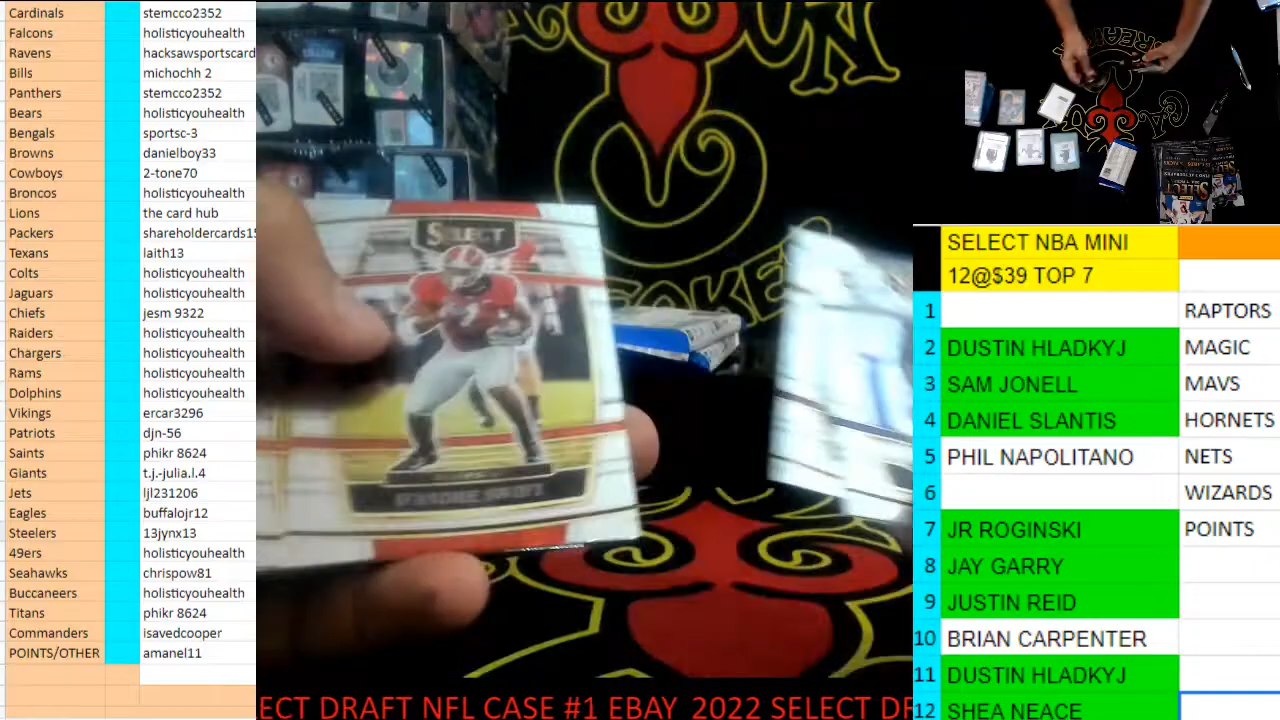 Cardinals stemcco2352
Falcons holisticyouhealth
Ravens hacksawsportscard
Bills michochh 2
Panthers stemcco2352
Bears holisticyouhealth
Bengals sportsc-3
Browns danielboy33
Cowboys 2-tone70
Broncos holisticyouhealth
Lions the card hub
Packers shareholdercards15
Texans laith13
Colts holisticyouhealth
Jaguars holisticyouhealth
Chiefs jesm 9322
Raiders holisticyouhealth
Chargers holisticyouhealth
Rams holisticyouhealth
Dolphins holisticyouhealth
Vikings ercar3296
Patriots djn-56
Saints phikr 8624
Giants t.j.-julia.l.4
Jets ljl231206
Eagles buffalojr12
Steelers 13jynx13
49ers holisticyouhealth
Seahawks chrispow81
Buccaneers holisticyouhealth
Titans phikr 8624
Commanders isavedcooper
POINTS/OTHER amanel11
SELECT
SELECT
SELECT NBA MINI
12@$39 TOP 7
1 RAPTORS
2 DUSTIN HLADKYJ MAGIC
3 SAM JONELL MAVS
4 DANIEL SLANTIS HORNETS
5 PHIL NAPOLITANO NETS
6 WIZARDS
7 JR ROGINSKI POINTS
8 JAY GARRY
9 JUSTIN REID
10 BRIAN CARPENTER
11 DUSTIN HLADKYJ
12 SHEA NEACE
ECT DRAFT NFL CASE #1 EBAY 2022 SELECT DR